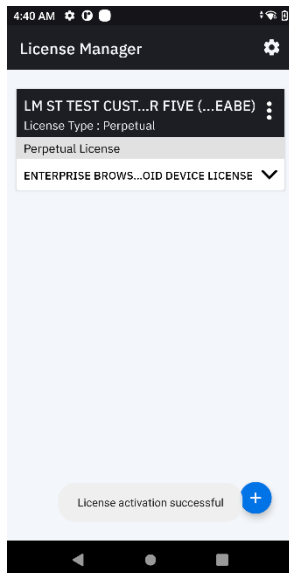 4:40 AM
License Manager
LM ST TEST CUST...R FIVE (...EABE)
License Type : Perpetual
Perpetual License
ENTERPRISE BROWS...OID DEVICE LICENSE
License activation successful
+